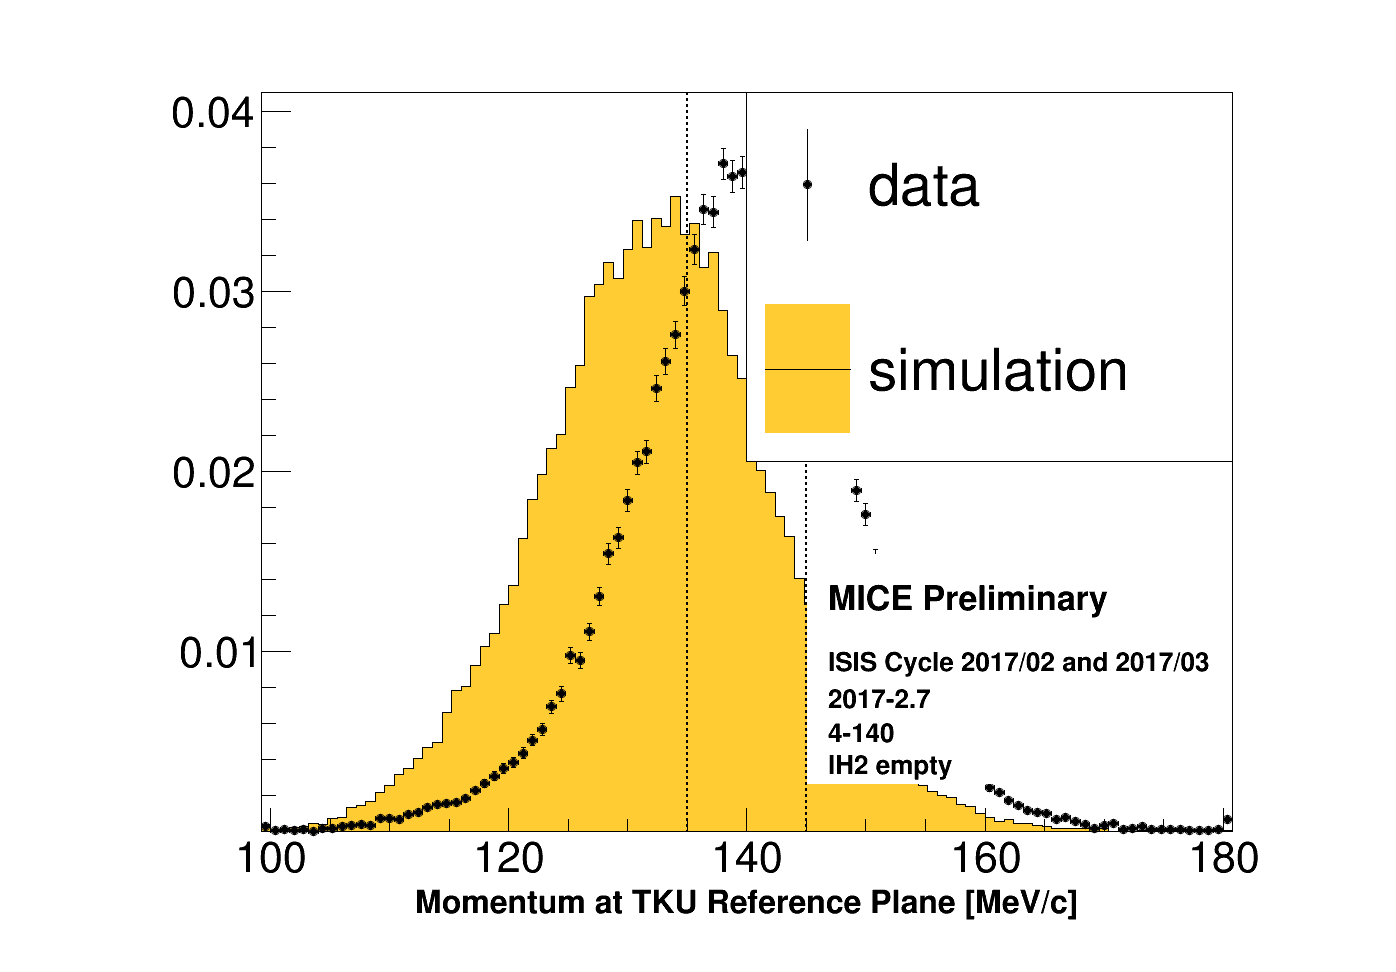 0.04
0.03
0.02
0.01
data
simulation
MICE Preliminary
ISIS Cycle 2017/02 and 2017/03
2017-2.7
4-140
IH2 empty
100 120 140 160 180
Momentum at TKU Reference Plane [MeV/c]